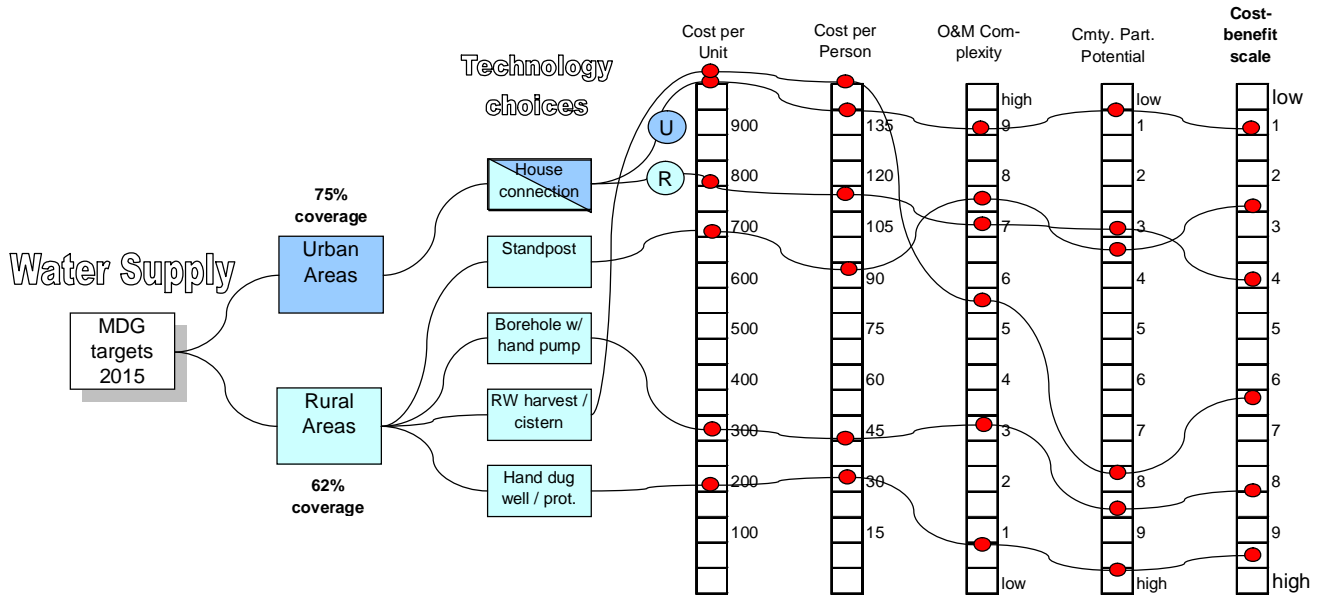 Water Supply
MDG
targets
2015
75%
coverage
Urban
Areas
Rural
Areas
62%
coverage
Technology
choices
House
connection
Standpost
Borehole w/
hand pump
RW harvest /
cistern
Hand dug
well / prot.
U
R
Cost per
Unit
900
800
700
600
500
400
300
200
100
Cost per
Person
135
120
105
90
75
60
45
30
15
O&M Com-
plexity
high
9
8
7
6
5
4
3
2
1
low
Cmty. Part.
Potential
low
1
2
3
4
5
6
7
8
9
high
Cost-
benefit
scale
low
1
2
3
4
5
6
7
8
9
high